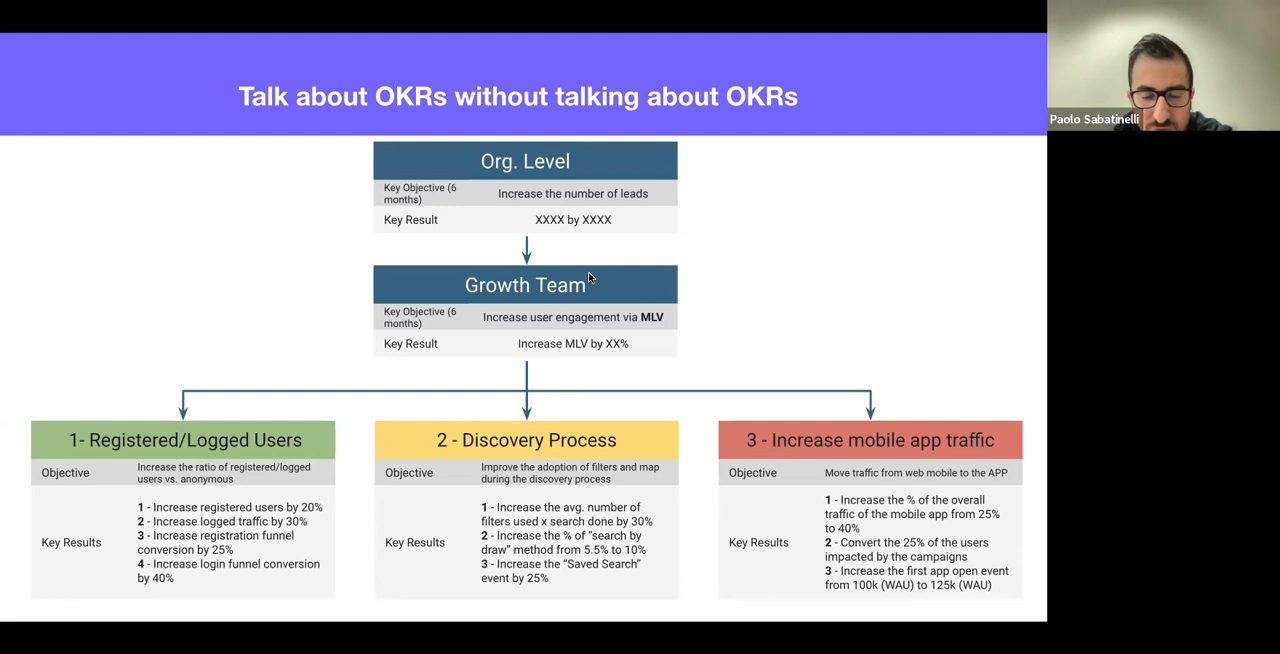 Talk about OKRs without talking about OKRs
Paolo Sabatinelli
Org. Level
Key Objective (6
months)
Increase the number of leads
Key Result
XXXX by XXXX
Growth Team
Key Objective (6
months)
Increase user engagement via MLV
Key Result
Increase MLV by XX%
1- Registered/Logged Users
Objective
Increase the ratio of registered/logged
users vs. anonymous
Key Results
1 - Increase registered users by 20%
2 - Increase logged traffic by 30%
3 - Increase registration funnel
conversion by 25%
4 - Increase login funnel conversion
by 40%
2 - Discovery Process
Objective
Improve the adoption of filters and map
during the discovery process
Key Results
1 - Increase the avg. number of
filters used x search done by 30%
2 - Increase the % of “search by
draw” method from 5.5% to 10%
3 - Increase the “Saved Search”
event by 25%
3 - Increase mobile app traffic
Objective
Move traffic from web mobile to the APP
Key Results
1 - Increase the % of the overall
traffic of the mobile app from 25%
to 40%
2 - Convert the 25% of the users
impacted by the campaigns
3 - Increase the first app open event
from 100k (WAU) to 125k (WAU)